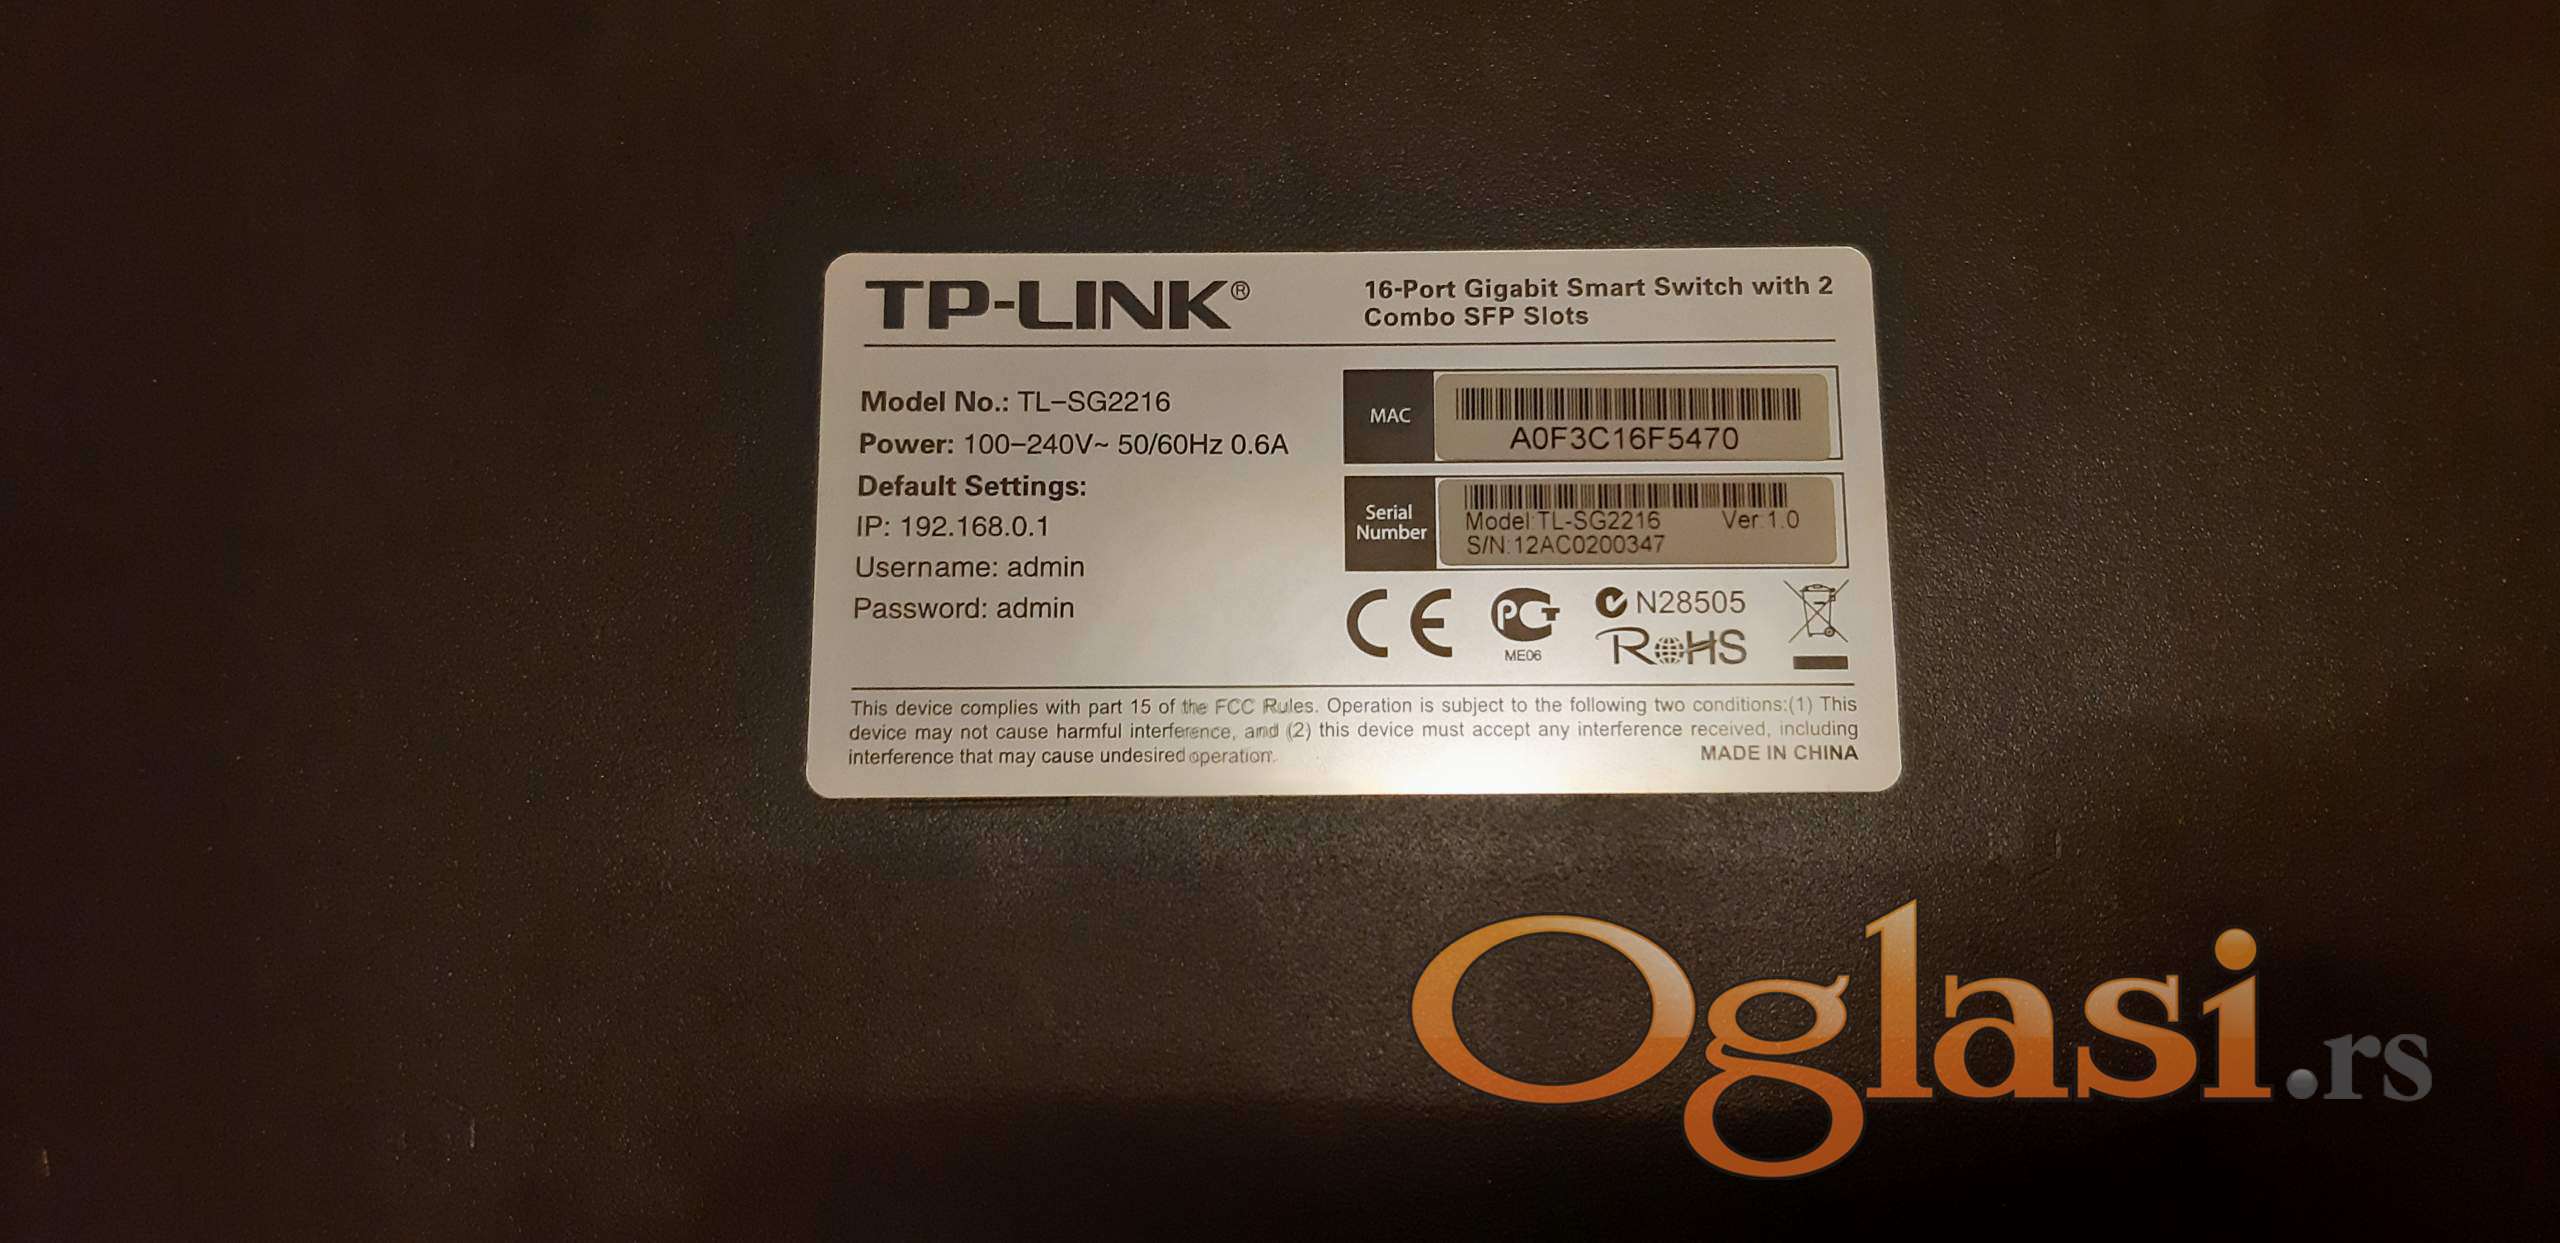 TP-LINK®
16-Port Gigabit Smart Switch with 2
Combo SFP Slots
Model No.: TL-SG2216
Power: 100-240V~ 50/60Hz 0.6A
Default Settings:
IP: 192.168.0.1
Username: admin
Password: admin
MAC
A0F3C16F5470
Serial
Number
Model:TL-SG2216 Ver:1.0
S/N:12AC0200347
CE
PCT
ME06
N28505
RoHS
This device complies with part 15 of the FCC Rules. Operation is subject to the following two conditions:(1) This
device may not cause harmful interference, and (2) this device must accept any interference received, including
interference that may cause undesired operation.
MADE IN CHINA
Oglasi.rs